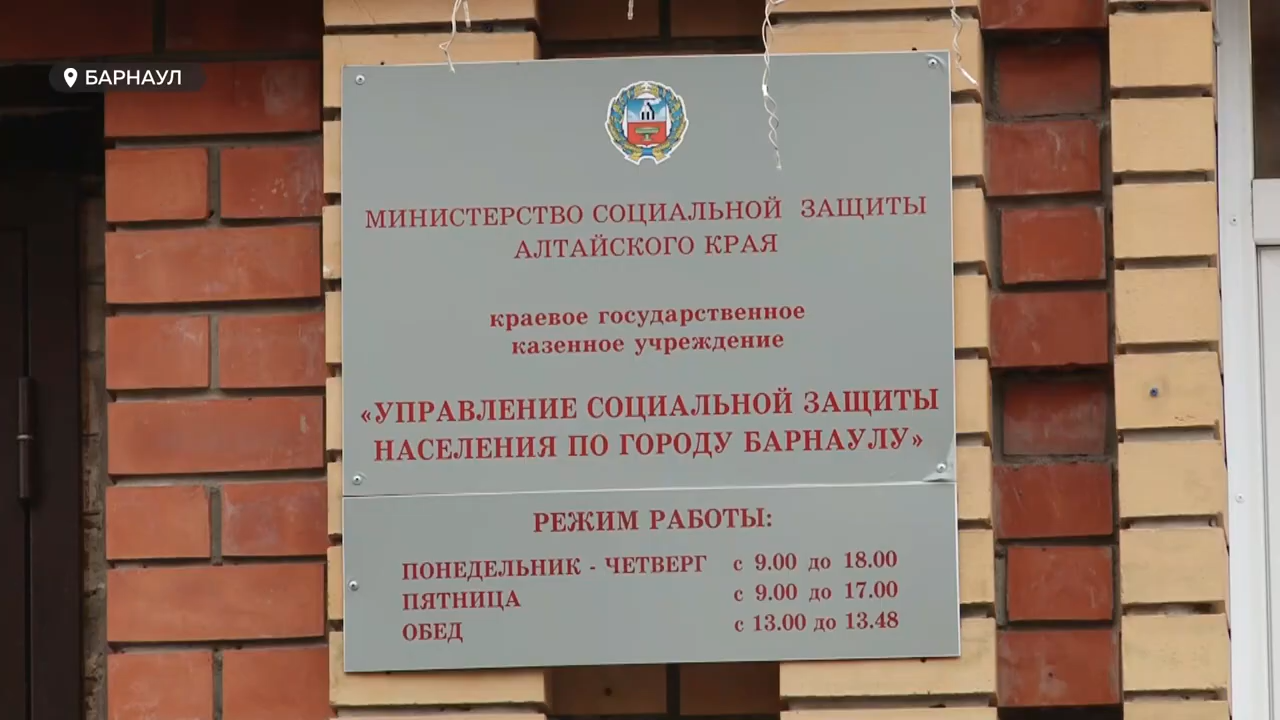 БАРНАУЛ
МИНИСТЕРСТВО СОЦИАЛЬНОЙ ЗАЩИТЫ
АЛТАЙСКОГО КРАЯ
краевое государственное
казенное учреждение
«УПРАВЛЕНИЕ СОЦИАЛЬНОЙ ЗАЩИТЫ
НАСЕЛЕНИЯ ПО ГОРОДУ БАРНАУЛУ»
РЕЖИМ РАБОТЫ:
ПОНЕДЕЛЬНИК - ЧЕТВЕРГ с 9.00 до 18.00
ПЯТНИЦА с 9.00 до 17.00
ОБЕД с 13.00 до 13.48